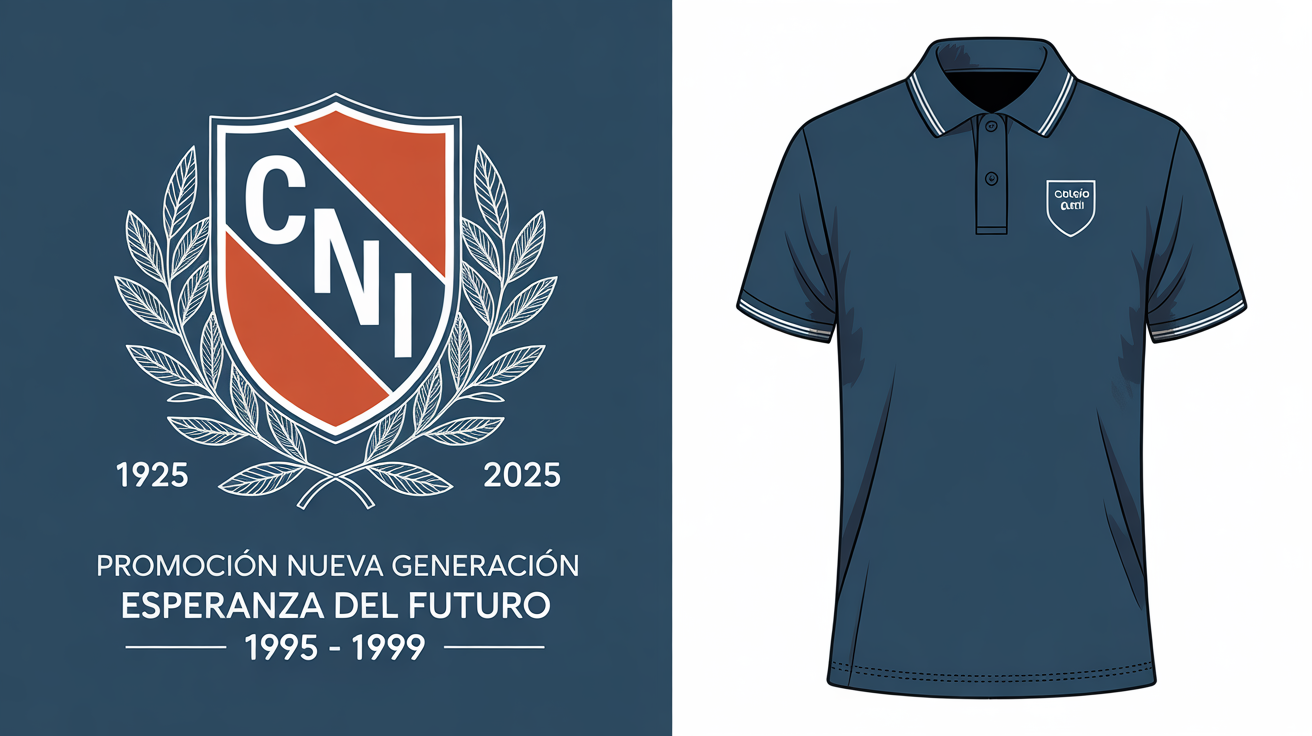 CNI
1925
2025
PROMOCIÓN NUEVA GENERACIÓN
ESPERANZA DEL FUTURO
1995 - 1999